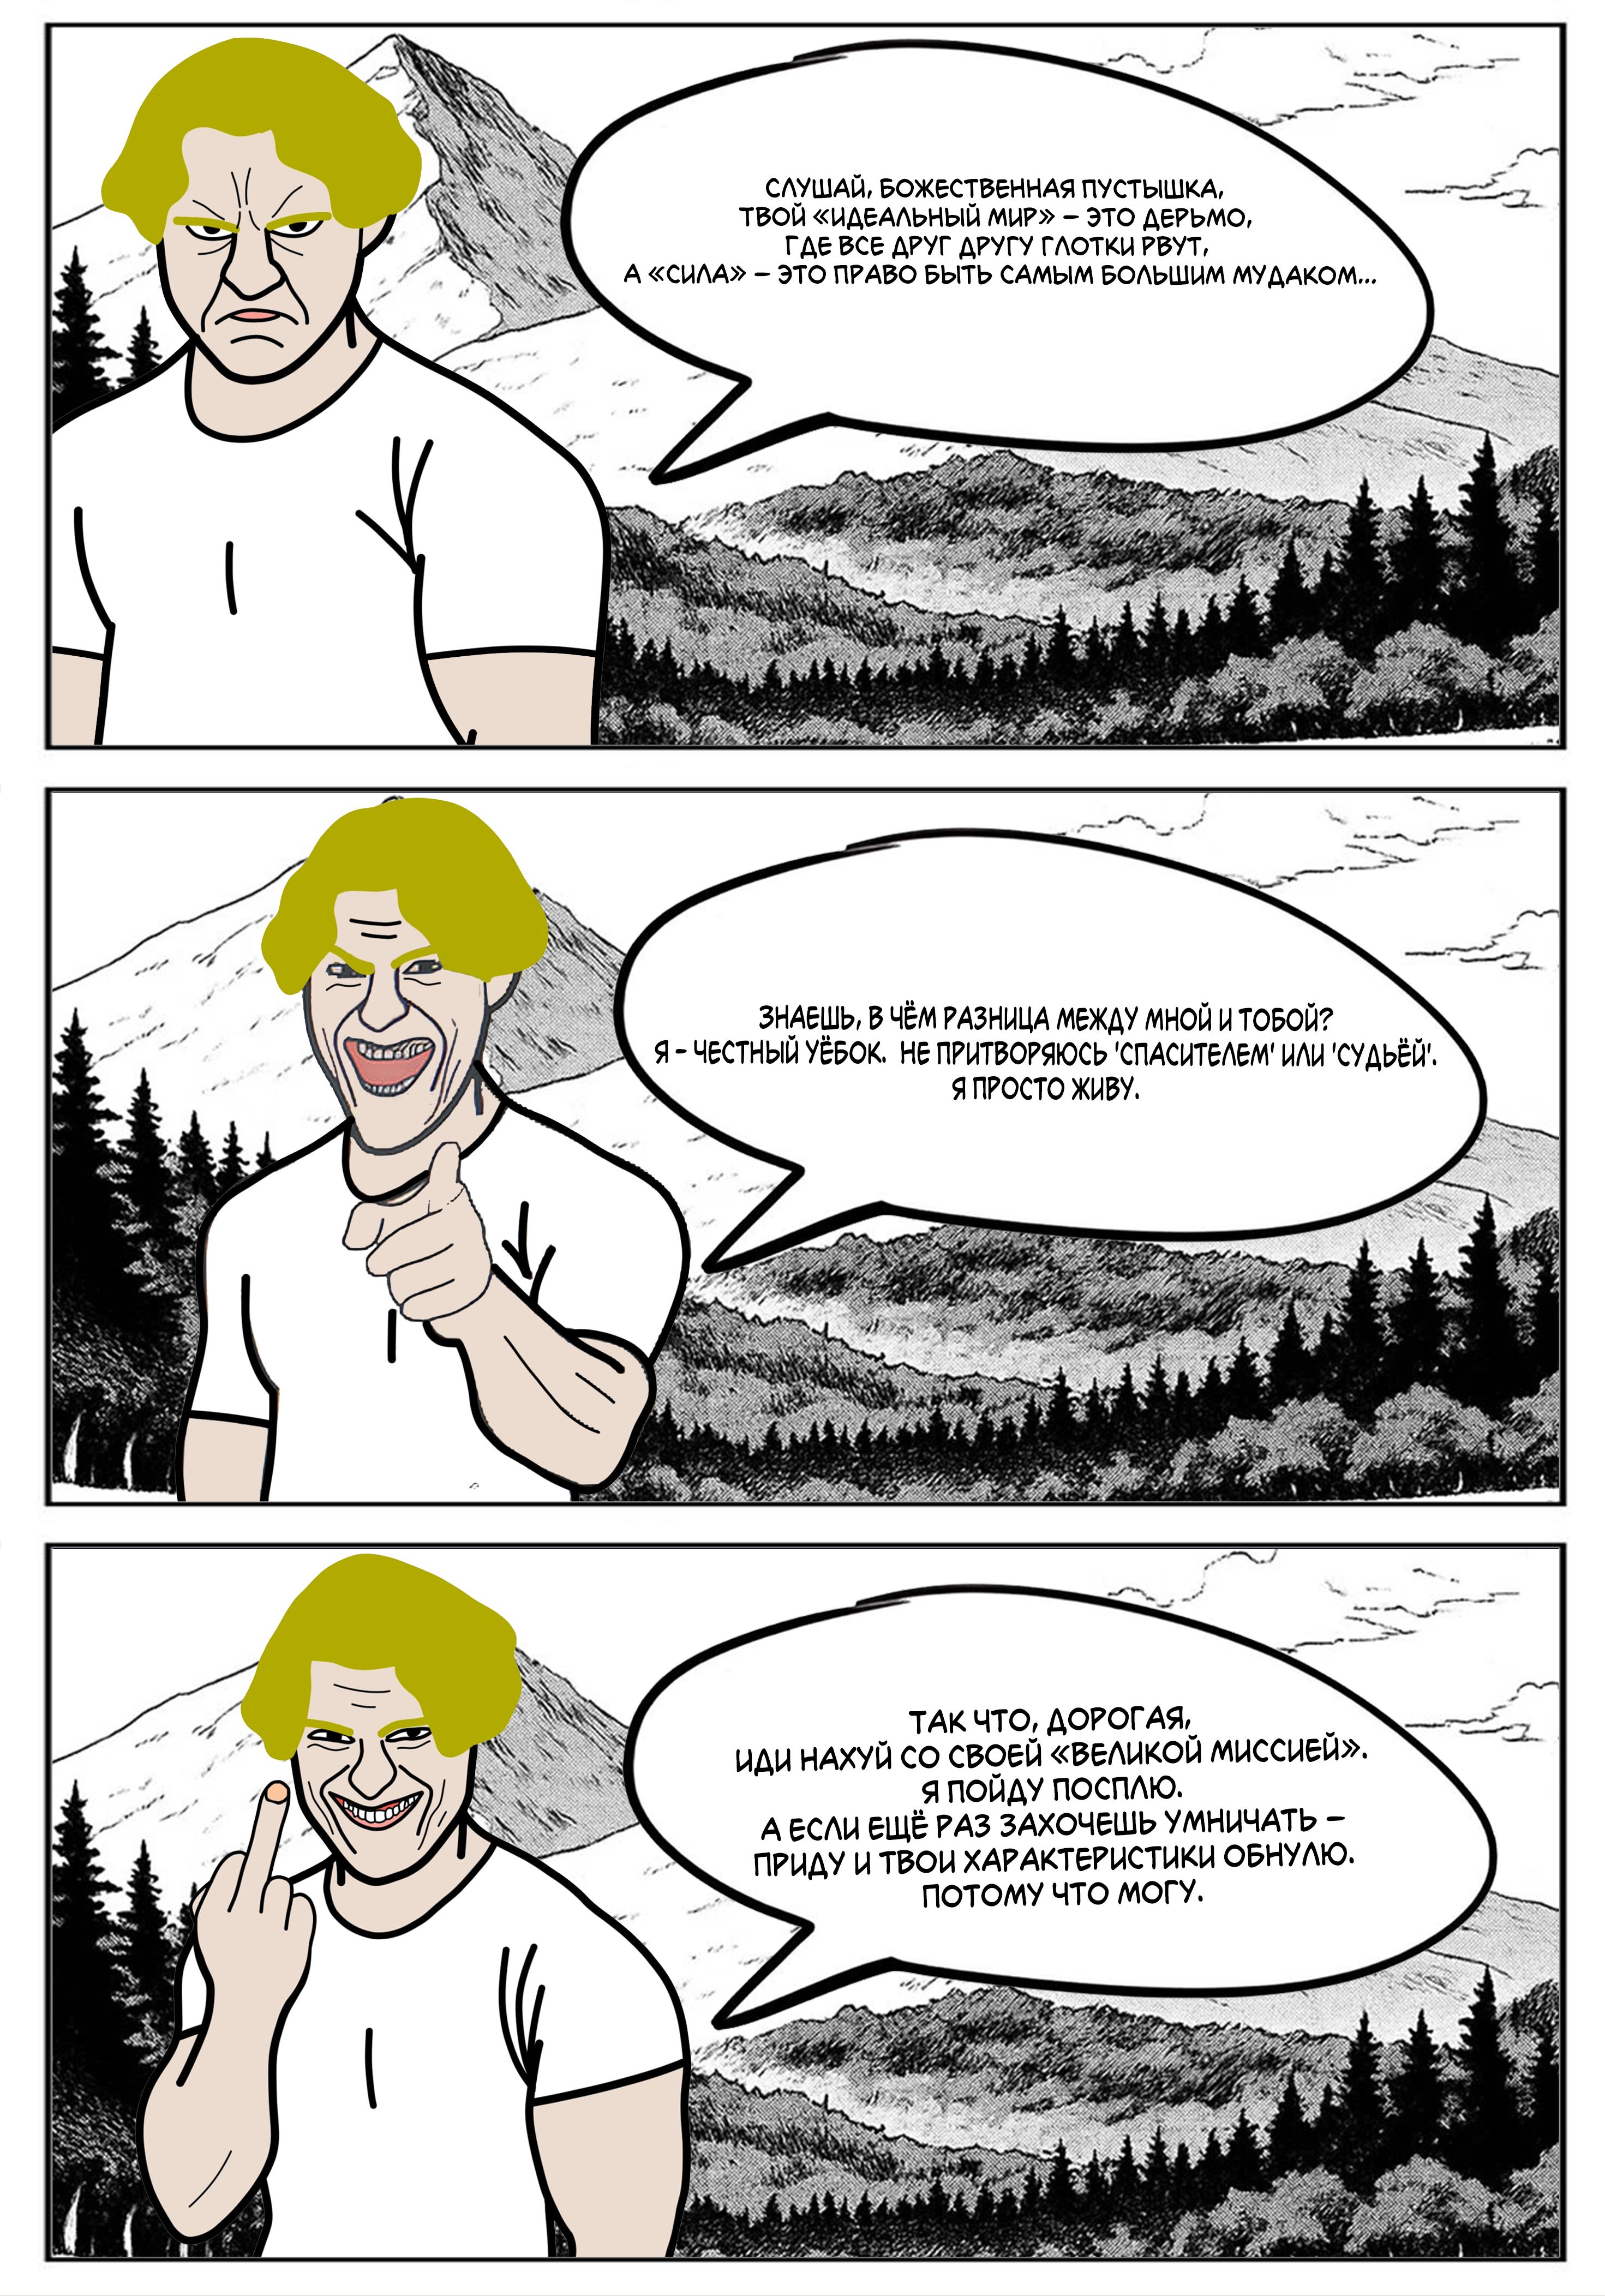 СЛУШАЙ, БОЖЕСТВЕННАЯ ПУСТЫШКА,
ТВОЙ «ИДЕАЛЬНЫЙ МИР» – ЭТО ДЕРЬМО,
ГДЕ ВСЕ ДРУГ ДРУГУ ГЛОТКИ РВУТ,
А «СИЛА» – ЭТО ПРАВО БЫТЬ САМЫМ БОЛЬШИМ МУДАКОМ...
ЗНАЕШЬ, В ЧЁМ РАЗНИЦА МЕЖДУ МНОЙ И ТОБОЙ?
Я - ЧЕСТНЫЙ УЁБОК. НЕ ПРИТВОРЯЮСЬ 'СПАСИТЕЛЕМ' ИЛИ 'СУДЬЁЙ'.
Я ПРОСТО ЖИВУ.
ТАК ЧТО, ДОРОГАЯ,
ИДИ НАХУЙ СО СВОЕЙ «ВЕЛИКОЙ МИССИЕЙ».
Я ПОЙДУ ПОСПЛЮ.
А ЕСЛИ ЕЩЁ РАЗ ЗАХОЧЕШЬ УМНИЧАТЬ –
ПРИДУ И ТВОИ ХАРАКТЕРИСТИКИ ОБНУЛЮ.
ПОТОМУ ЧТО МОГУ.